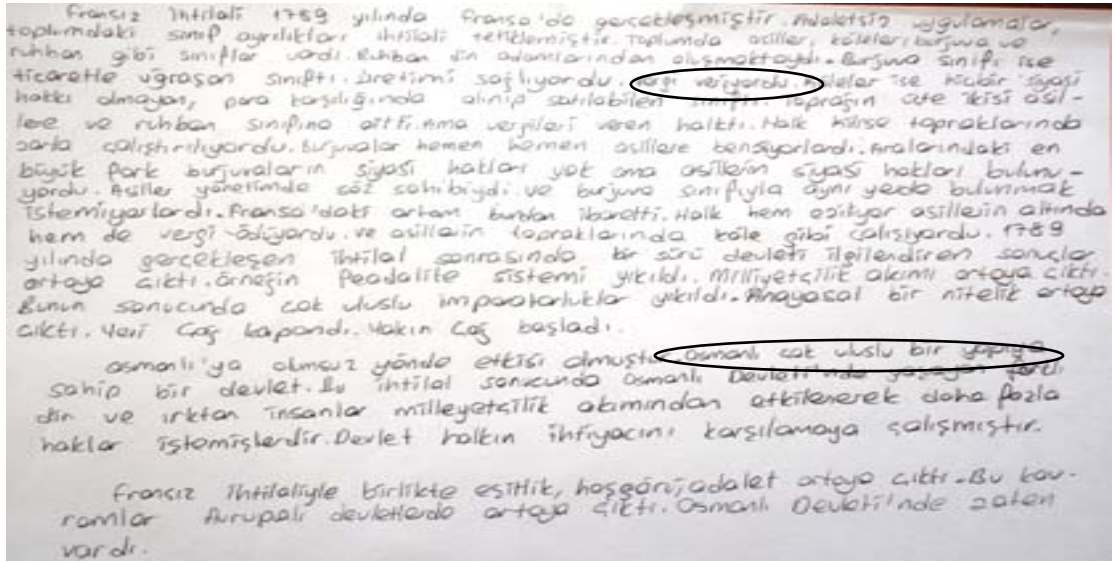 Fransız ihtilali 1789 yılında Fransa'da gerçekleşmiştir. Adaletsiz uygulamalar,
toplumdaki sınıf ayrılıkları ihtilali tetiklemiştir. Toplumda asiller, köleler, burjuva ve
ruhban gibi sınıflar vardı. Ruhban din adamlarından oluşmaktaydı. Burjuva sınıfı ise
ticaretle uğraşan sınıftı. Üretimi sağlıyordu. Vergi veriyordu. Köleler ise hiçbir siyasi
hakkı olmayan, para karşılığında alınıp satılabilen sınıftı. Toprağın üçte ikisi asil-
lere ve ruhban sınıfına aitti. Ama vergileri veren halktı. Halk kilise topraklarında
zorla çalıştırılıyordu. Burjuvalar hemen hemen asillere benziyorlardı. Aralarındaki en
büyük fark burjuvaların siyasi hakları yok ama asillerin siyasi hakları bulunu-
yordu. Asiller yönetimde söz sahibiydi ve burjuva sınıfıyla aynı yerde bulunmak
istemiyorlardı. Fransa'daki ortam bundan ibaretti. Halk hem eziliyor asillerin altında
hem de vergi ödüyordu. ve asillerin topraklarında köle gibi çalışıyordu. 1789
yılında gerçekleşen ihtilal sonrasında bir sürü devleti ilgilendiren sonuçlar
ortaya çıktı. Örneğin Feodalite sistemi yıkıldı. Milliyetçilik akımı ortaya çıktı.
Bunun sonucunda çok uluslu imparatorluklar yıkıldı. Anayasal bir nitelik ortaya
çıktı. Yeni Çağ kapandı. Yakın Çağ başladı.
Osmanlı'ya olumsuz yönde etkisi olmuştur. Osmanlı çok uluslu bir yapıya
sahip bir devlet. Bu ihtilal sonucunda Osmanlı Devleti'nde yaşayan farklı
din ve ırktan insanlar milleyetçilik akımından etkilenerek daha fazla
haklar istemişlerdir. Devlet halkın ihtiyacını karşılamaya çalışmıştır.
Fransız ihtilaliyle birlikte eşitlik, hoşgörü, adalet ortaya çıktı. Bu kav-
ramlar Avrupalı devletlerde ortaya çıktı. Osmanlı Devleti'nde zaten
vardı.